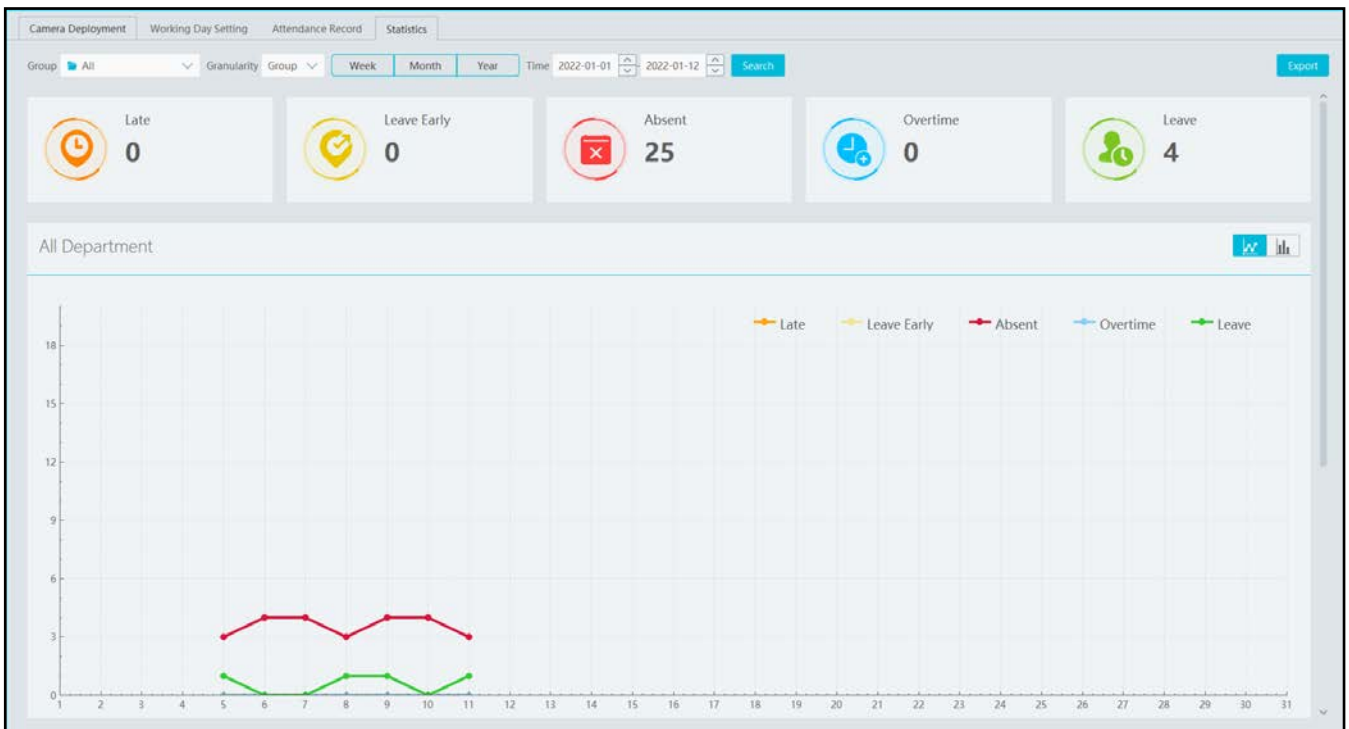 Camera Deployment Working Day Setting Attendance Record Statistics
Group All Granularity Group Week Month Year Time 2022-01-01 - 2022-01-12 Search Export
Late Leave Early Absent Overtime Leave
0 0 25 0 4
All Department
Late Leave Early Absent Overtime Leave
18
15
12
9
6
3
0
1 2 3 4 5 6 7 8 9 10 11 12 13 14 15 16 17 18 19 20 21 22 23 24 25 26 27 28 29 30 31